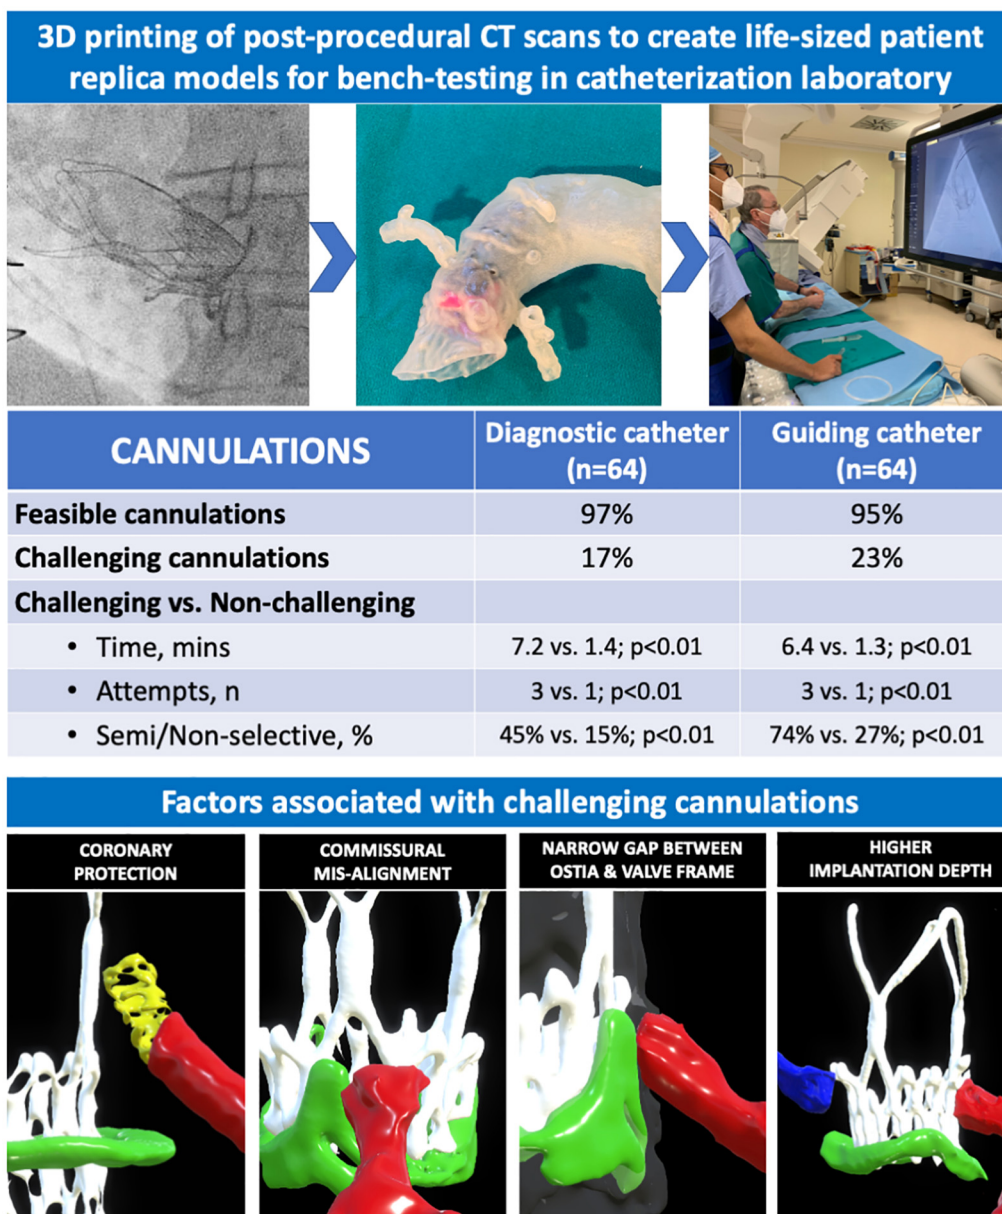 3D printing of post-procedural CT scans to create life-sized patient
replica models for bench-testing in catheterization laboratory
CANNULATIONS
Diagnostic catheter
(n=64)
Guiding catheter
(n=64)
Feasible cannulations 97% 95%
Challenging cannulations 17% 23%
Challenging vs. Non-challenging
• Time, mins 7.2 vs. 1.4; p<0.01 6.4 vs. 1.3; p<0.01
• Attempts, n 3 vs. 1; p<0.01 3 vs. 1; p<0.01
• Semi/Non-selective, % 45% vs. 15%; p<0.01 74% vs. 27%; p<0.01
Factors associated with challenging cannulations
CORONARY
PROTECTION
COMMISSURAL
MIS-ALIGNMENT
NARROW GAP BETWEEN
OSTIA & VALVE FRAME
HIGHER
IMPLANTATION DEPTH